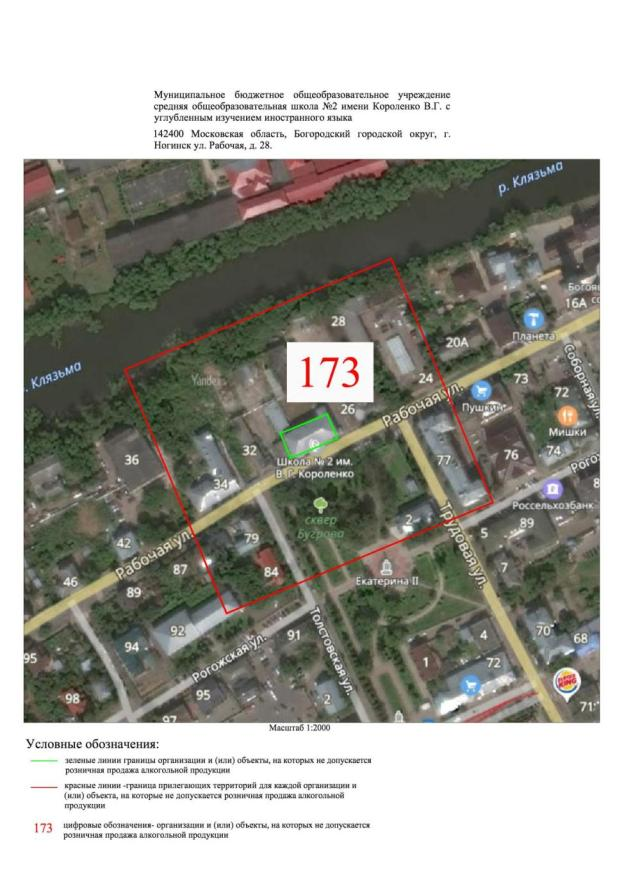 Муниципальное бюджетное общеобразовательное учреждение
средняя общеобразовательная школа №2 имени Короленко В.Г. с
углубленным изучением иностранного языка
142400 Московская область, Богородский городской округ, г.
Ногинск ул. Рабочая, д. 28.
р. Клязьма
16А
28
20А
Планета
Соборная ул.
. Клязьма
Yandex
173
24
73
72
Пушкин
26
Рабочая ул.
Мишки
36
32
77
76
74
Школа № 2 им.
В. Г. Короленко
34
Россельхозбанк
сквер
Бугрова
2
5
89
42
79
Трудовая ул.
Рабочая ул.
87
84
Екатерина II
7
46
89
92
Толстовская ул.
91
4
70
68
94
95
Рогожская ул.
1
72
BURGER KING
98
95
2
71
97
Масштаб 1:2000
Условные обозначения:
зеленые линии границы организации и (или) объекты, на которых не допускается
розничная продажа алкогольной продукции
красные линии -граница прилегающих территорий для каждой организации и
(или) объекта, на которые не допускается розничная продажа алкогольной
продукции
173 цифровые обозначения- организации и (или) объекты, на которых не допускается
розничная продажа алкогольной продукции